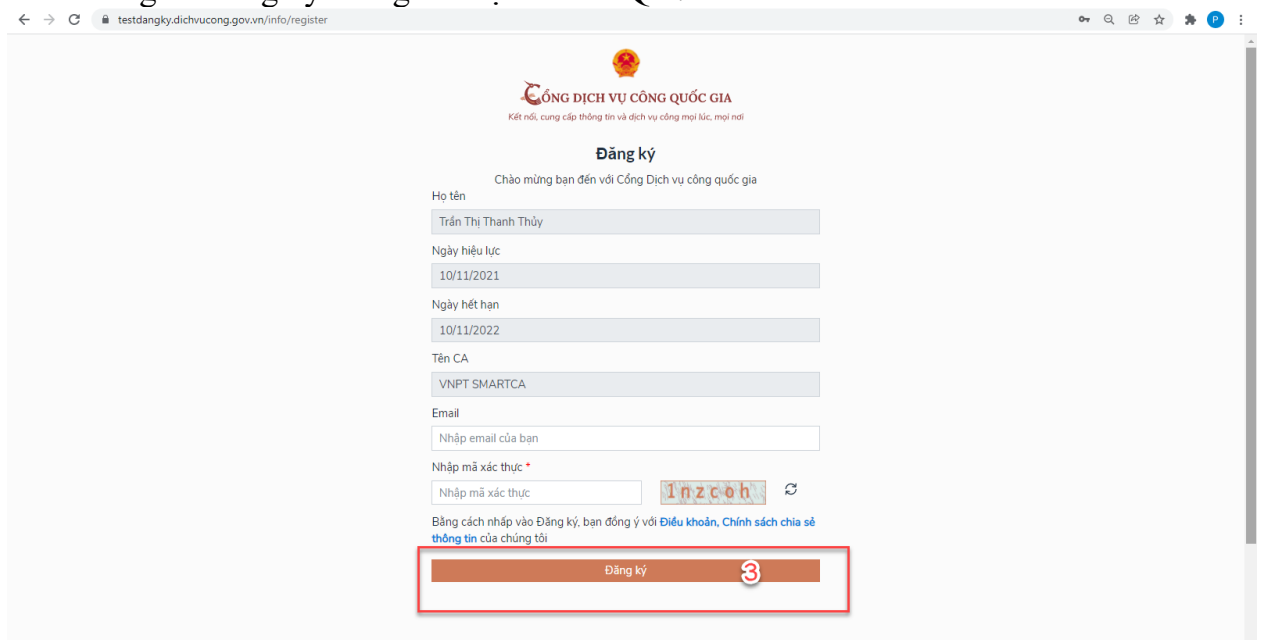 testdangky.dichvucong.gov.vn/info/register
P
CỔNG DỊCH VỤ CÔNG QUỐC GIA
Kết nối, cung cấp thông tin và dịch vụ công mọi lúc, mọi nơi
Đăng ký
Chào mừng bạn đến với Cổng Dịch vụ công quốc gia
Họ tên
Trần Thị Thanh Thủy
Ngày hiệu lực
10/11/2021
Ngày hết hạn
10/11/2022
Tên CA
VNPT SMARTCA
Email
Nhập email của bạn
Nhập mã xác thực *
Nhập mã xác thực 1nzcoh
Bằng cách nhấp vào Đăng ký, bạn đồng ý với Điều khoản, Chính sách chia sẻ
thông tin của chúng tôi
Đăng ký 3